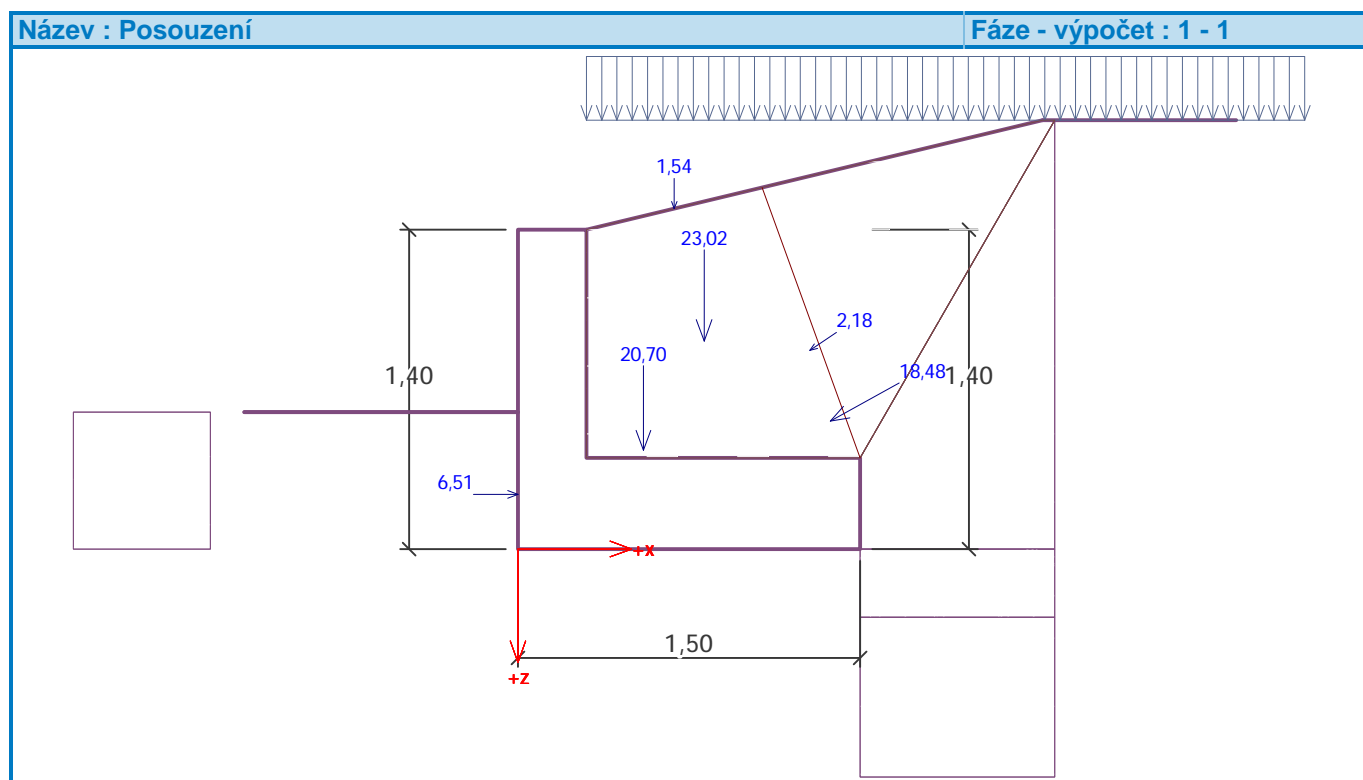 Název : Posouzení
Fáze - výpočet : 1 - 1
1,54
23,02
2,18
20,70
18,48
1,40
1,40
6,51
+x
1,50
+z